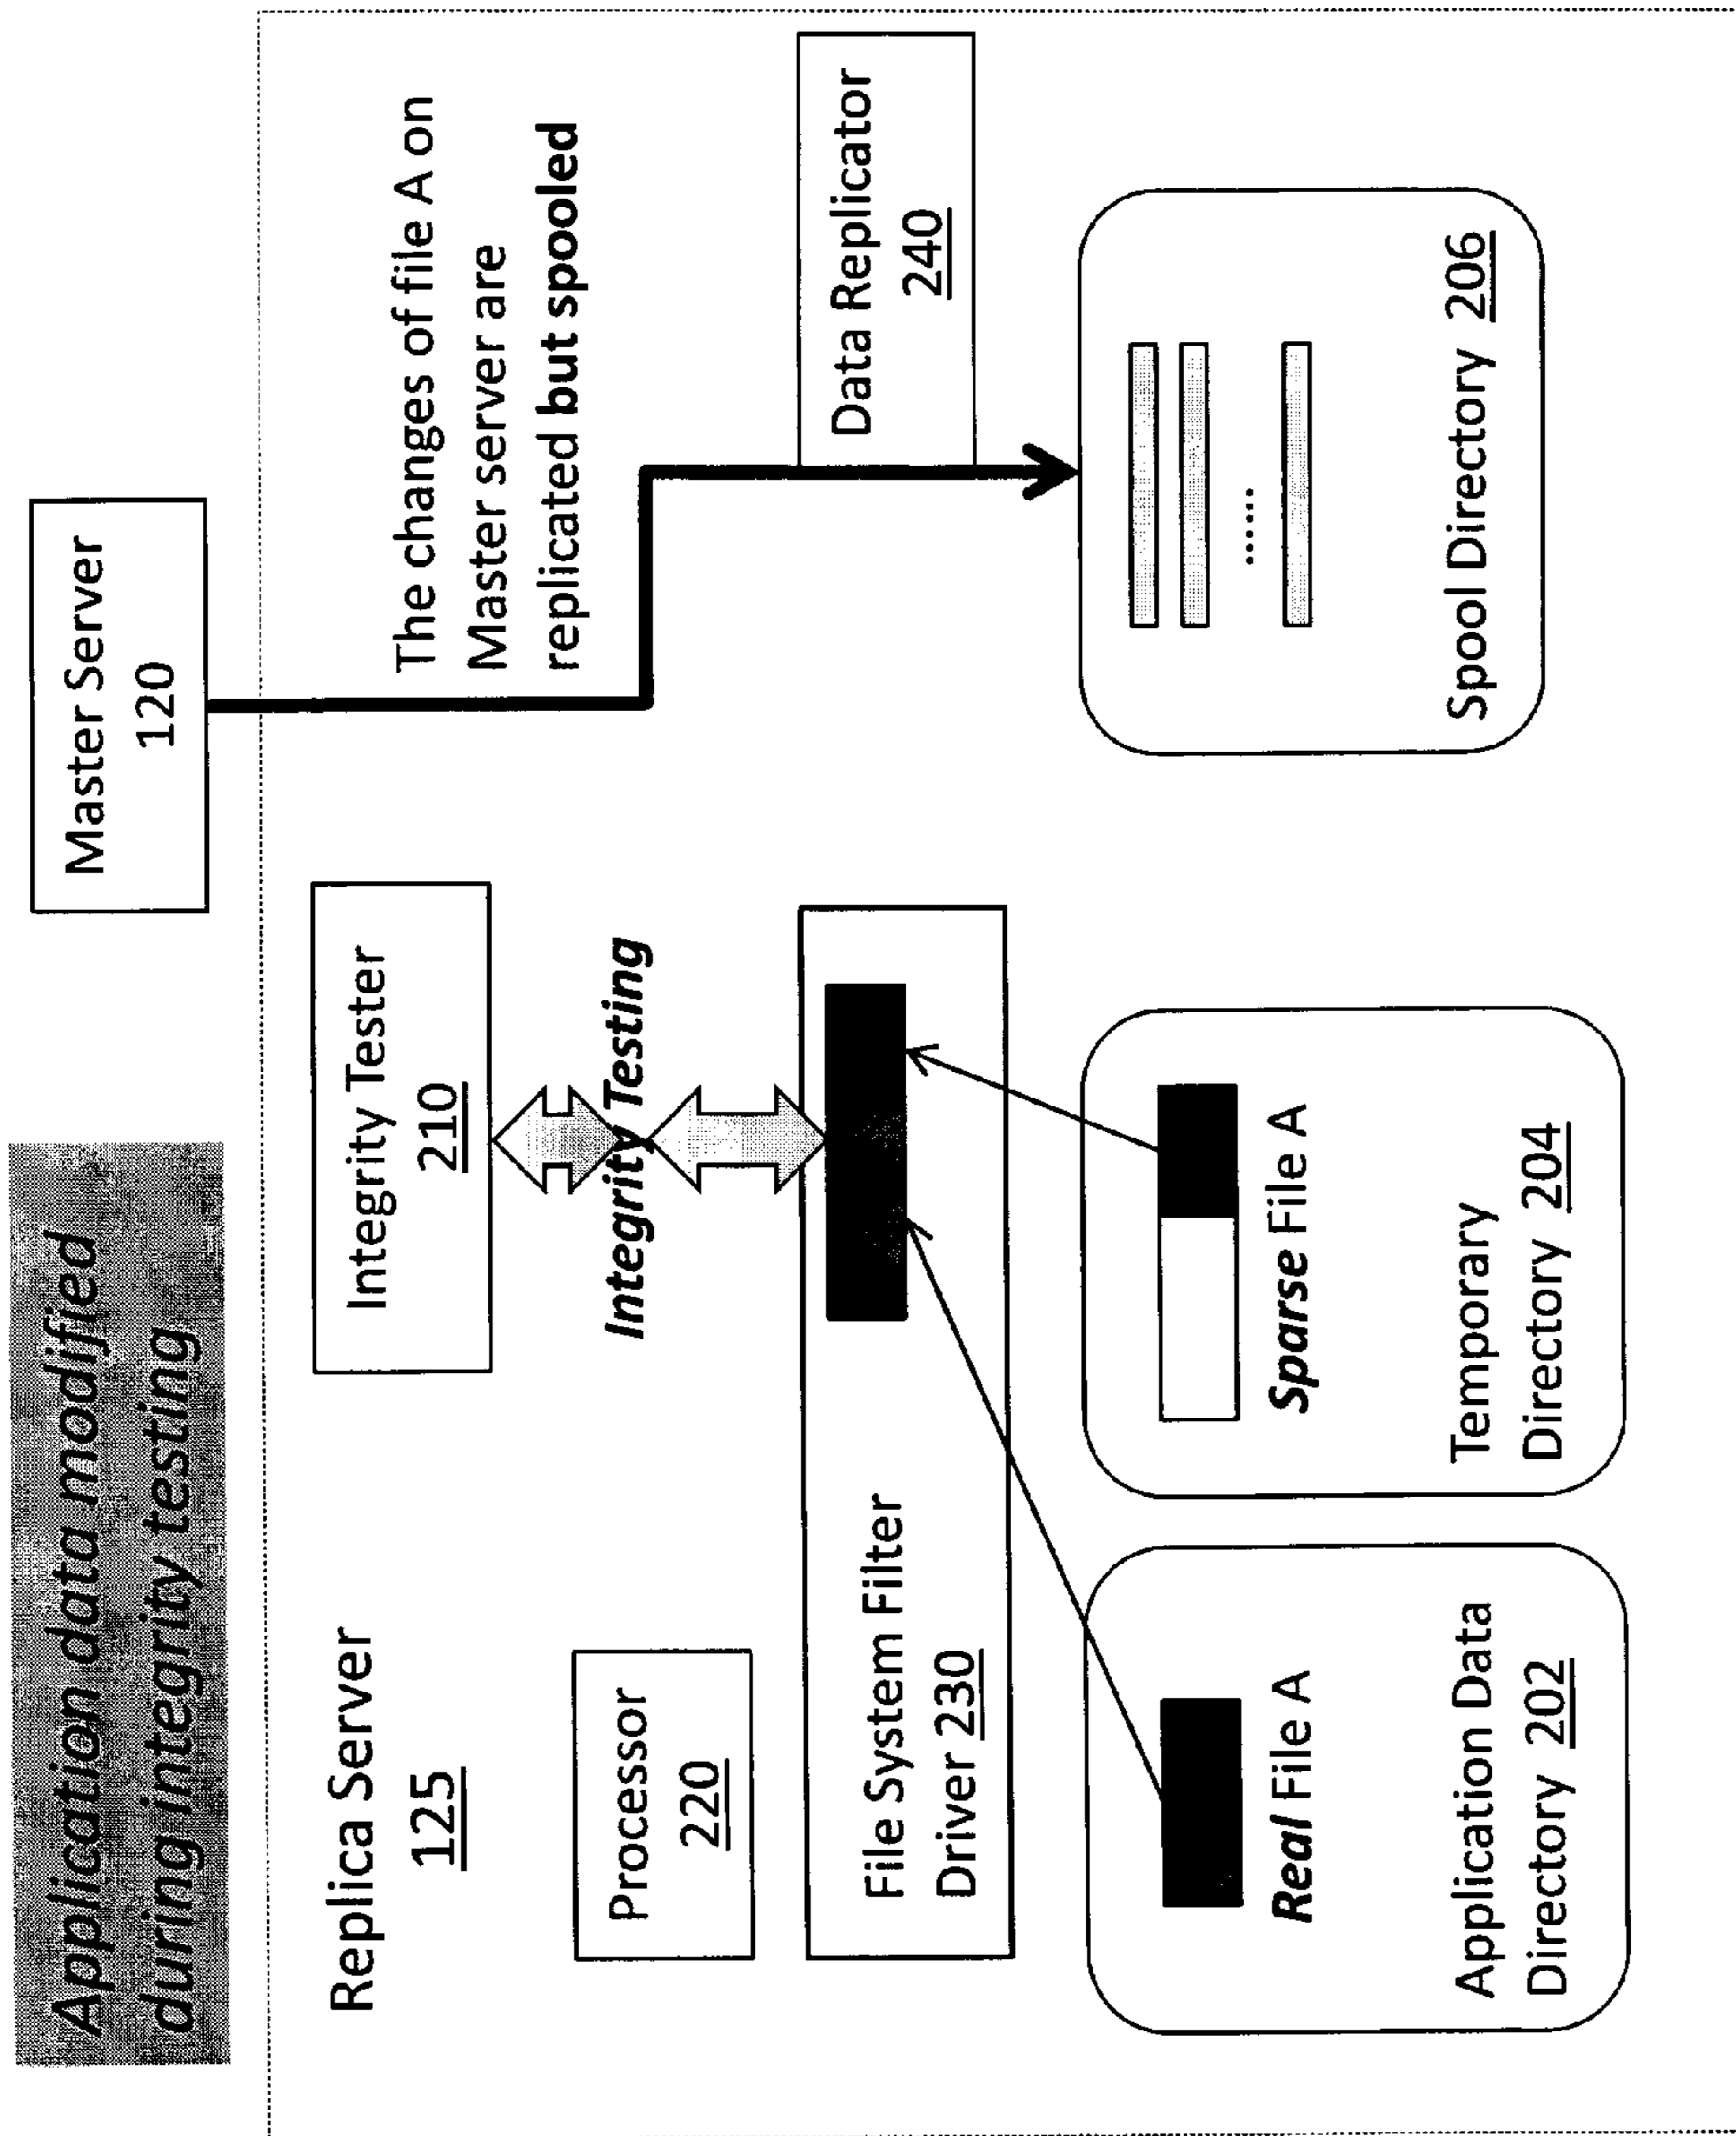 Application data modified
during integrity testing
Master Server
120
Replica Server
125
Integrity Tester
210
The changes of file A on
Master server are
replicated but spooled
Processor
220
Integrity Testing
File System Filter
Driver 230
Data Replicator
240
Real File A
Application Data
Directory 202
Sparse File A
Temporary
Directory 204
......
Spool Directory 206